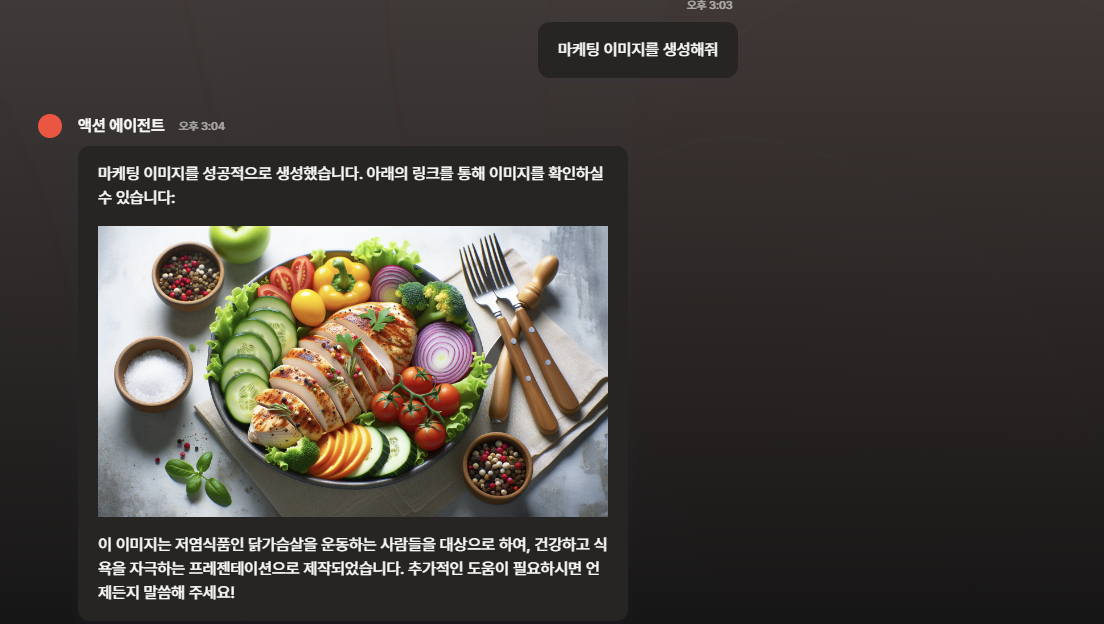 오후 3:03
마케팅 이미지를 생성해줘
액션 에이전트 오후 3:04
마케팅 이미지를 성공적으로 생성했습니다. 아래의 링크를 통해 이미지를 확인하실
수 있습니다:
이 이미지는 저염식품인 닭가슴살을 운동하는 사람들을 대상으로 하여, 건강하고 식
욕을 자극하는 프레젠테이션으로 제작되었습니다. 추가적인 도움이 필요하시면 언
제든지 말씀해 주세요!